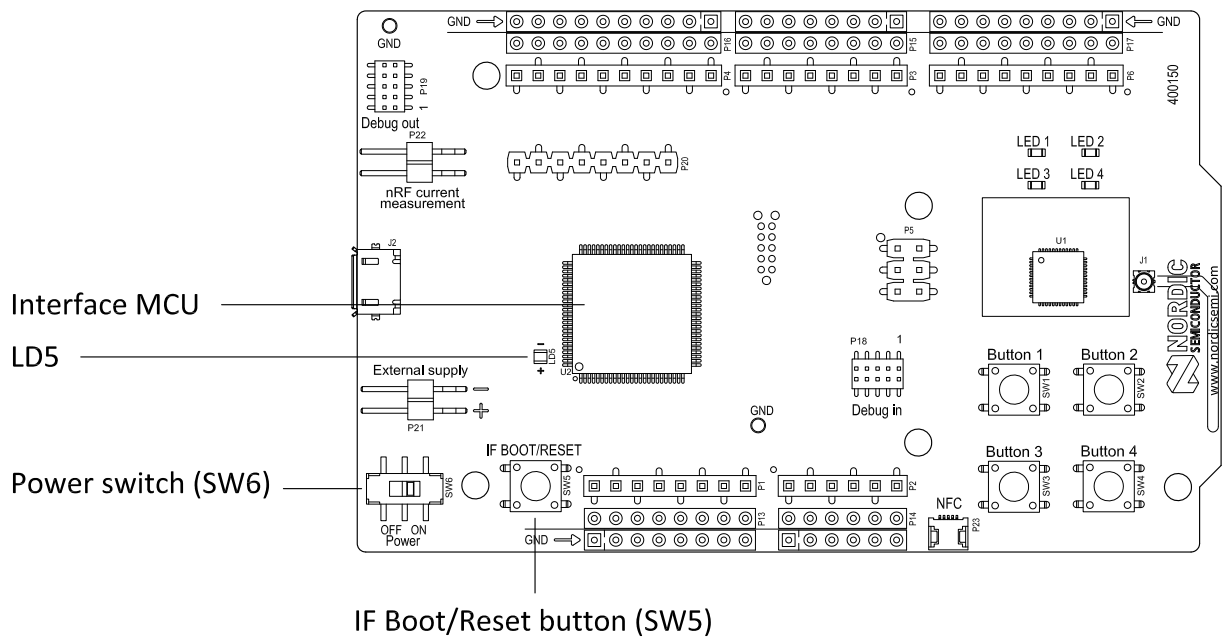 GND
GND
GND
P16
P15
P17
P4
P3
P6
P19
1
Debug out
P22
nRF current
measurement
P20
400150
LED 1
LED 2
LED 3
LED 4
P5
U1
J1
J2
Interface MCU
LD5
-
LD5
+
U2
External supply
P21
P18
1
Debug in
GND
Button 1
Button 2
SW1
SW2
NORDIC
SEMICONDUCTOR
www.nordicsemi.com
Power switch (SW6)
SW6
OFF ON
Power
IF BOOT/RESET
SW5
P1
P2
P13
P14
GND
Button 3
Button 4
SW3
SW4
NFC
P23
IF Boot/Reset button (SW5)